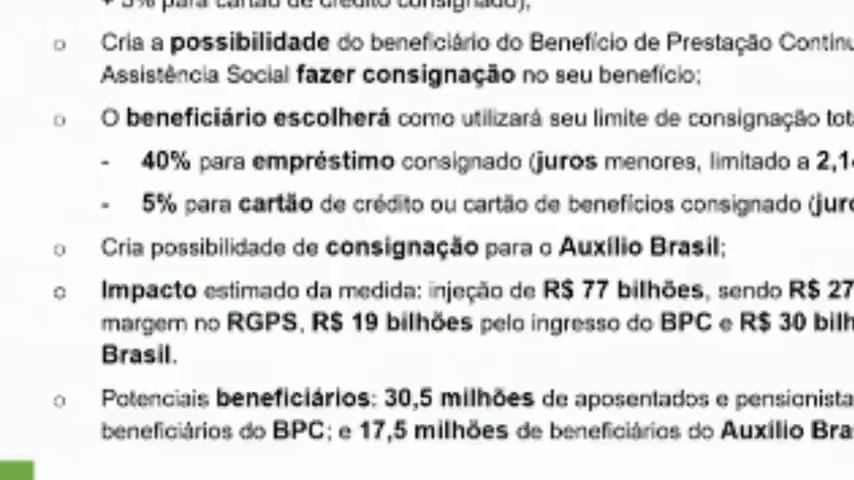 + 5% para cartão de crédito consignado);
o Cria a possibilidade do beneficiário do Benefício de Prestação
Assistência Social fazer consignação no seu benefício;
o O beneficiário escolherá como utilizará seu limite de consignação
- 40% para empréstimo consignado (juros menores, limitado a
- 5% para cartão de crédito ou cartão de benefícios consignado
o Cria possibilidade de consignação para o Auxílio Brasil;
o Impacto estimado da medida: injeção de R$ 77 bilhões, sendo R$ 27
margem no RGPS, R$ 19 bilhões pelo ingresso do BPC e R$ 30
Brasil.
o Potenciais beneficiários: 30,5 milhões de aposentados e
beneficiários do BPC; e 17,5 milhões de beneficiários do Auxílio